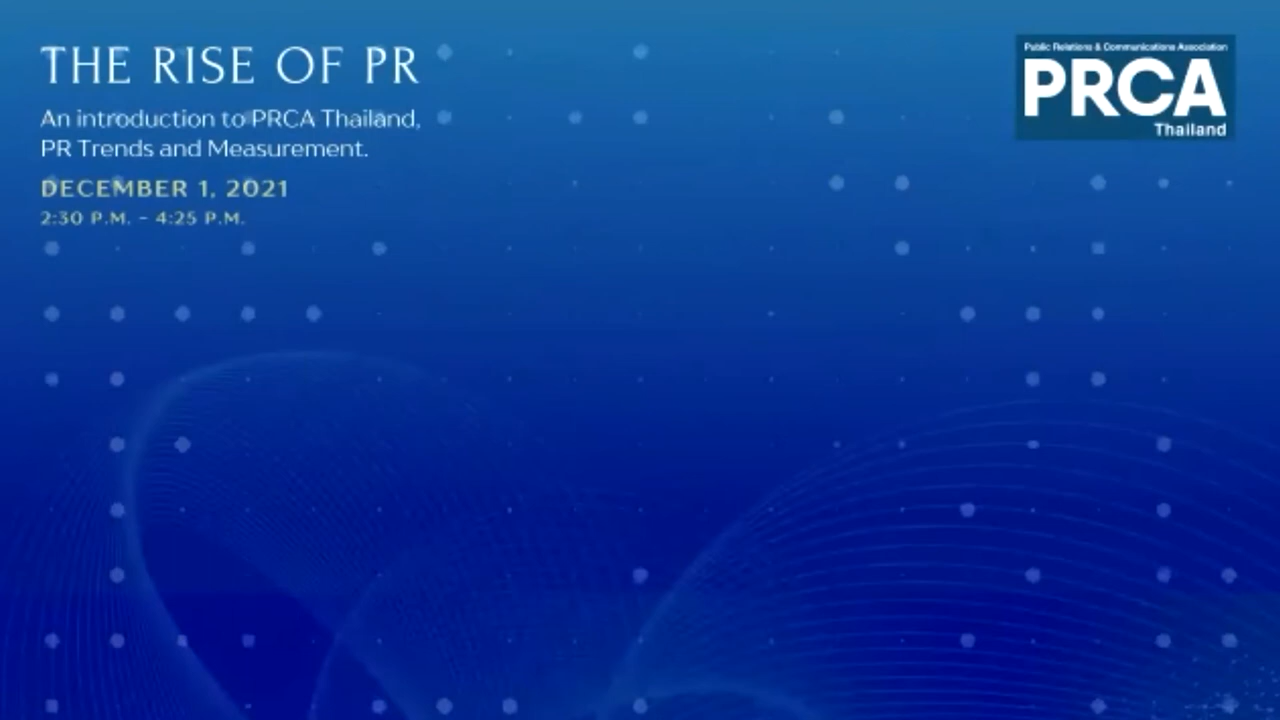 THE RISE OF PR
An introduction to PRCA Thailand,
PR Trends and Measurement.
DECEMBER 1, 2021
2:30 P.M. – 4:25 P.M.
Public Relations & Communications Association
PRCA
Thailand